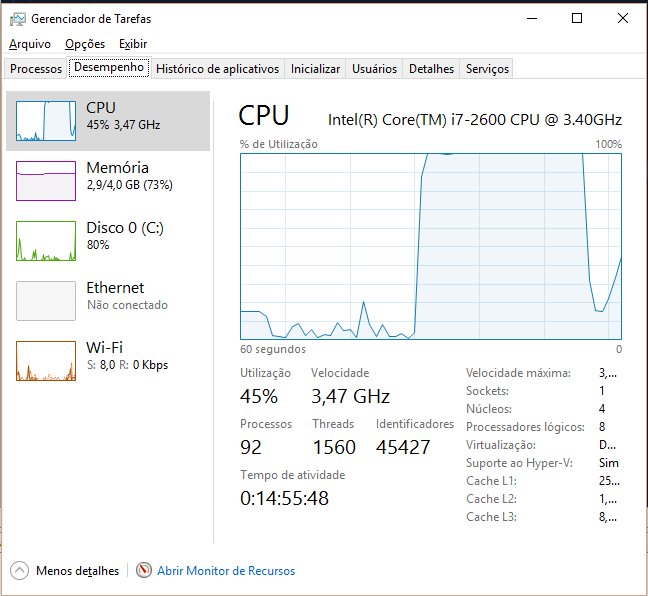 Gerenciador de Tarefas
Arquivo Opções Exibir
Processos Desempenho Histórico de aplicativos Inicializar Usuários Detalhes Serviços
CPU
45% 3,47 GHz
Memória
2,9/4,0 GB (73%)
Disco 0 (C:)
80%
Ethernet
Não conectado
Wi-Fi
S: 8,0 R: 0 Kbps
CPU Intel(R) Core(TM) i7-2600 CPU @ 3.40GHz
% de Utilização 100%
60 segundos 0
Utilização Velocidade
45% 3,47 GHz
Processos Threads Identificadores
92 1560 45427
Tempo de atividade
0:14:55:48
Velocidade máxima: 3,...
Sockets: 1
Núcleos: 4
Processadores lógicos: 8
Virtualização: D...
Suporte ao Hyper-V: Sim
Cache L1: 25...
Cache L2: 1,...
Cache L3: 8,...
Menos detalhes Abrir Monitor de Recursos